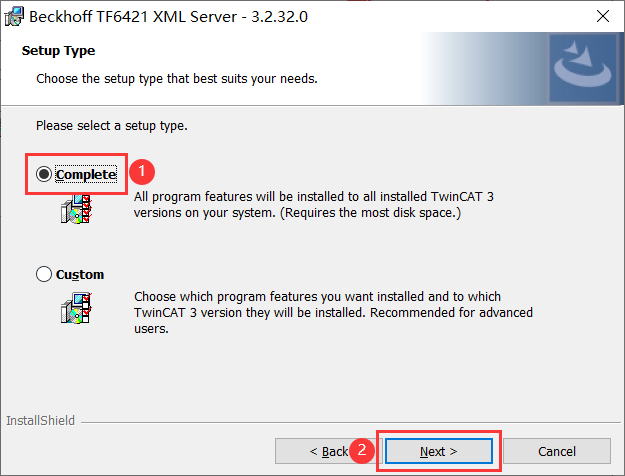 Beckhoff TF6421 XML Server - 3.2.32.0
Setup Type
Choose the setup type that best suits your needs.
Please select a setup type.
Complete
1
All program features will be installed to all installed TwinCAT 3
versions on your system. (Requires the most disk space.)
Custom
Choose which program features you want installed and to which
TwinCAT 3 version they will be installed. Recommended for advanced
users.
InstallShield
< Back
2
Next >
Cancel